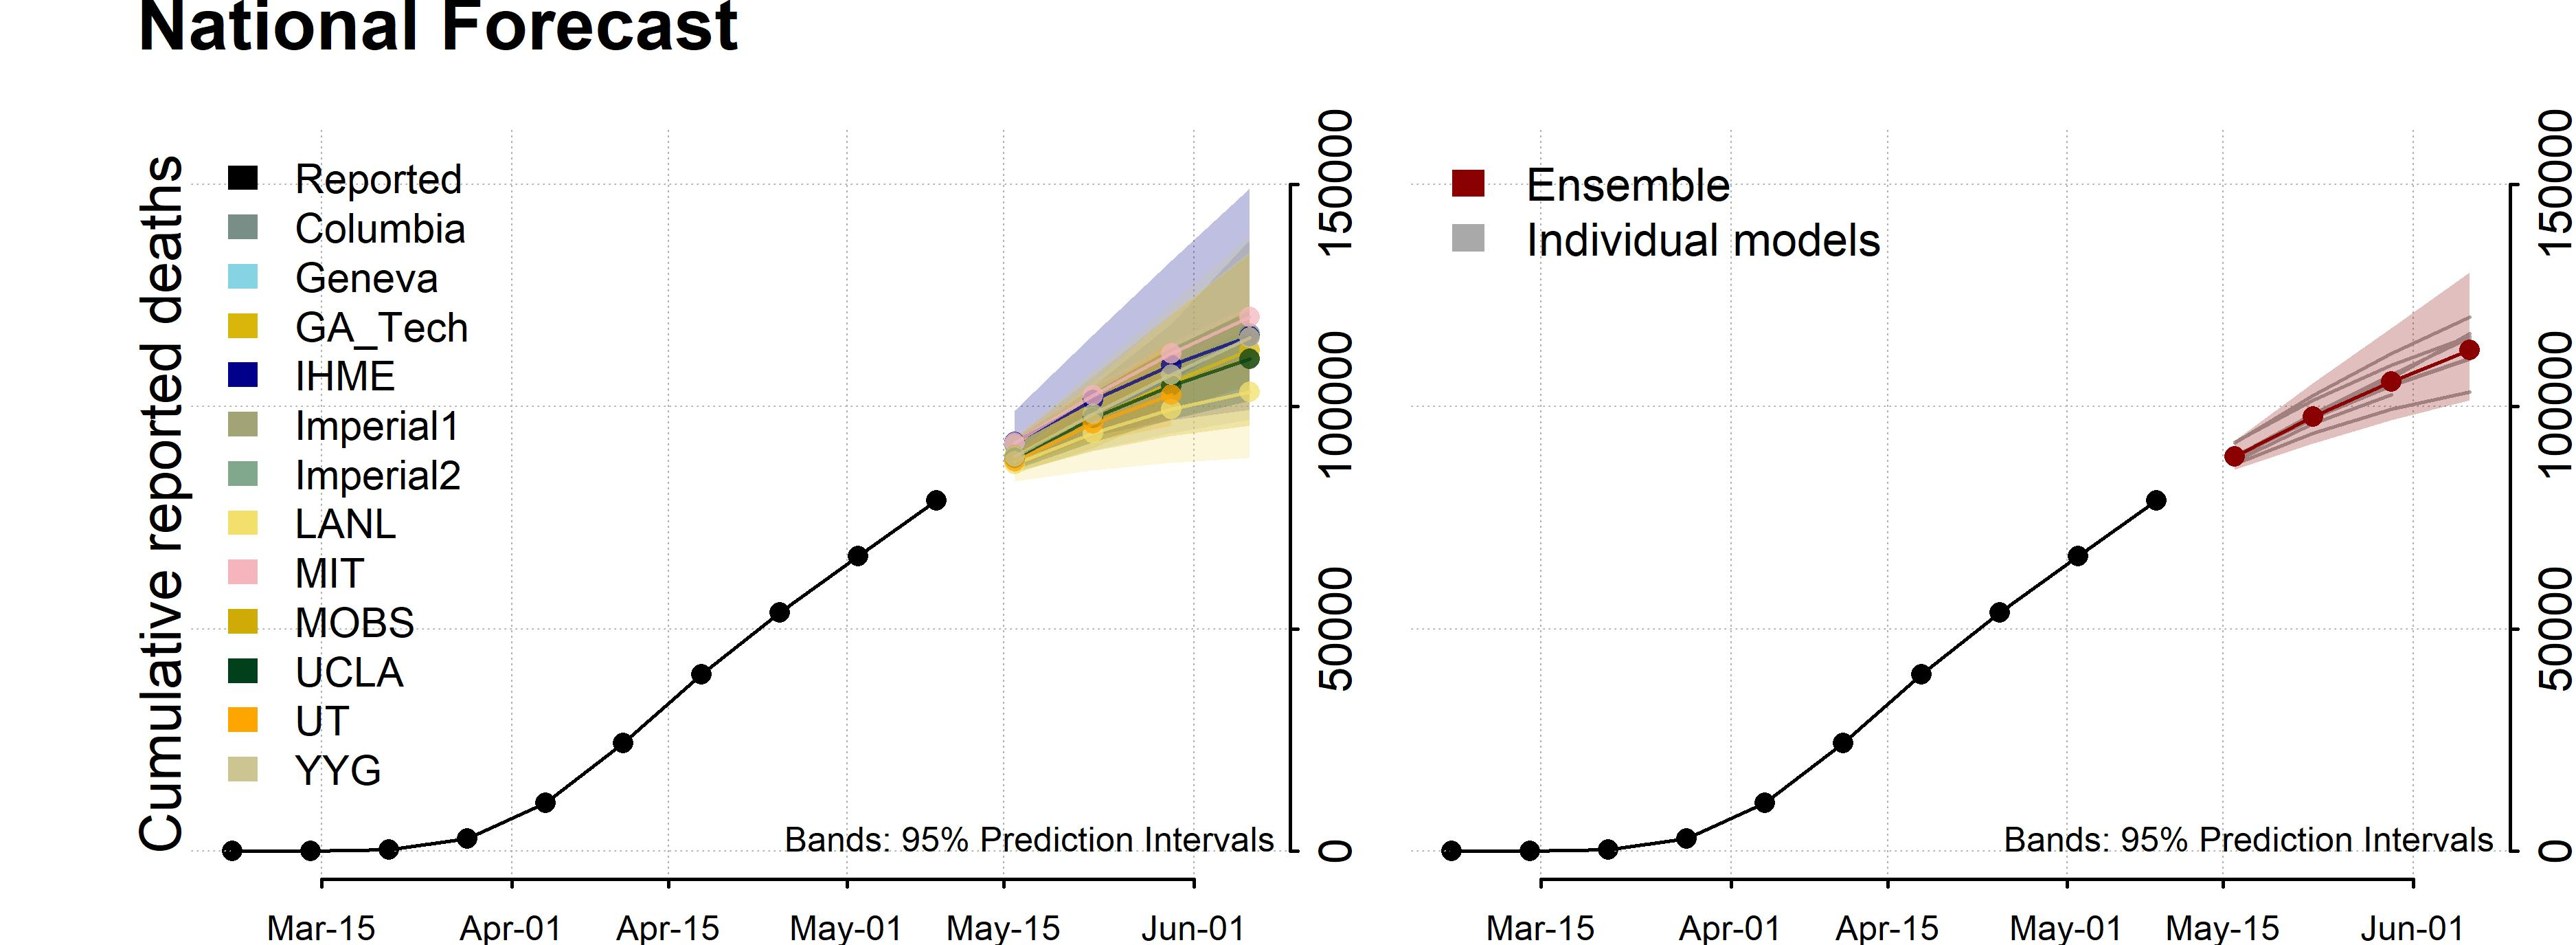 National Forecast
Cumulative reported deaths
Reported
Columbia
Geneva
GA_Tech
IHME
Imperial1
Imperial2
LANL
MIT
MOBS
UCLA
UT
YYG
Bands: 95% Prediction Intervals
0
50000
100000
150000
Mar-15 Apr-01 Apr-15 May-01 May-15 Jun-01
Ensemble
Individual models
Bands: 95% Prediction Intervals
0
50000
100000
150000
Mar-15 Apr-01 Apr-15 May-01 May-15 Jun-01